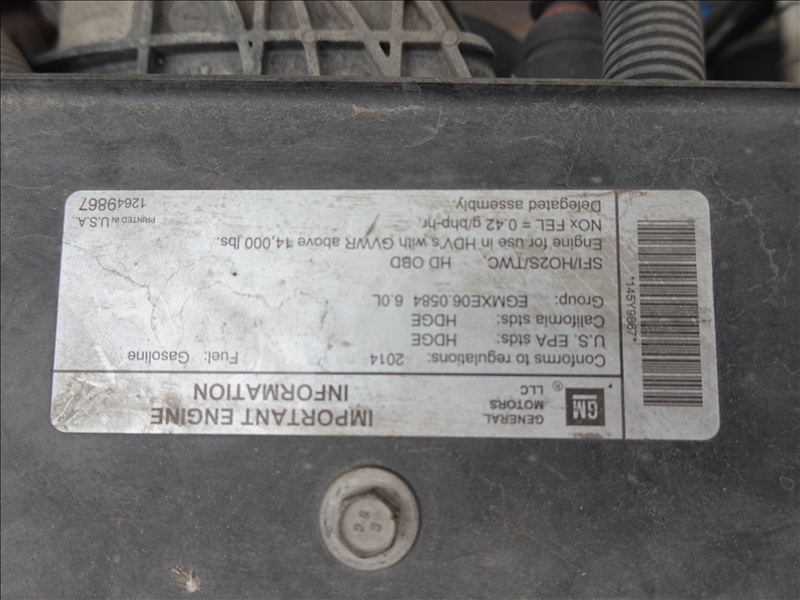 GM
GENERAL
MOTORS
LLC
®
IMPORTANT ENGINE
INFORMATION
Conforms to regulations: 2014 Fuel: Gasoline
U.S. EPA stds: HDGE
California stds: HDGE
Group: EGMXE06.0584 6.0L
SFI/HO2S/TWC, HD OBD
Engine for use in HDV's with GVWR above 14,000 lbs.
NOx FEL = 0.42 g/bhp-hr.
Delegated assembly.
PRINTED IN U.S.A.
12649867
*145Y9867*